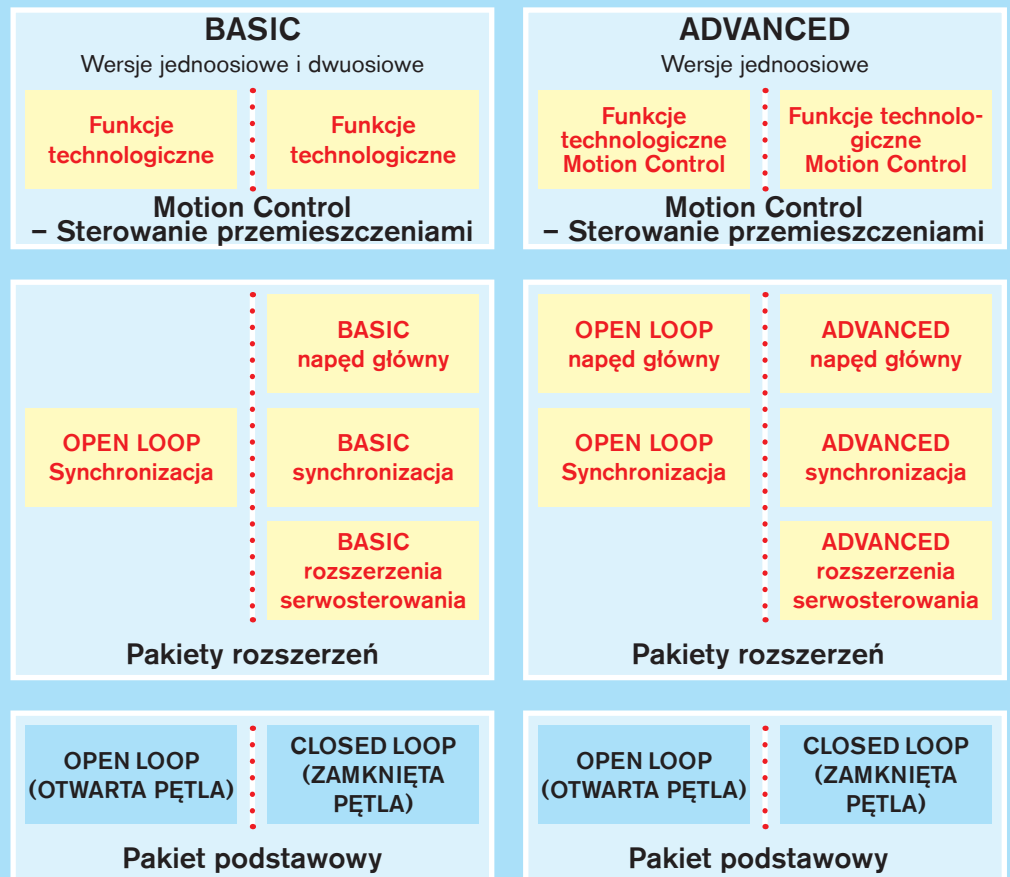 BASIC
Wersje jednoosiowe i dwuosiowe
Funkcje
technologiczne
Funkcje
technologiczne
Motion Control
– Sterowanie przemieszczeniami
ADVANCED
Wersje jednoosiowe
Funkcje
technologiczne
Motion Control
Funkcje technolo-
giczne
Motion Control
Motion Control
– Sterowanie przemieszczeniami
BASIC
napęd główny
OPEN LOOP
Synchronizacja
BASIC
synchronizacja
BASIC
rozszerzenia
serwosterowania
Pakiety rozszerzeń
OPEN LOOP
napęd główny
ADVANCED
napęd główny
OPEN LOOP
Synchronizacja
ADVANCED
synchronizacja
ADVANCED
rozszerzenia
serwosterowania
Pakiety rozszerzeń
OPEN LOOP
(OTWARTA PĘTLA)
CLOSED LOOP
(ZAMKNIĘTA
PĘTLA)
Pakiet podstawowy
OPEN LOOP
(OTWARTA PĘTLA)
CLOSED LOOP
(ZAMKNIĘTA
PĘTLA)
Pakiet podstawowy